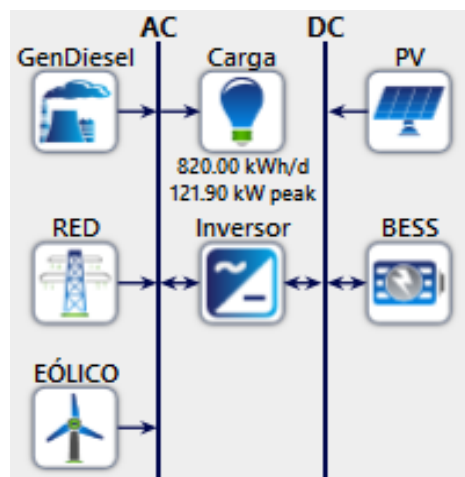 AC DC
GenDiesel Carga PV
820.00 kWh/d
121.90 kW peak
RED Inversor BESS
EÓLICO